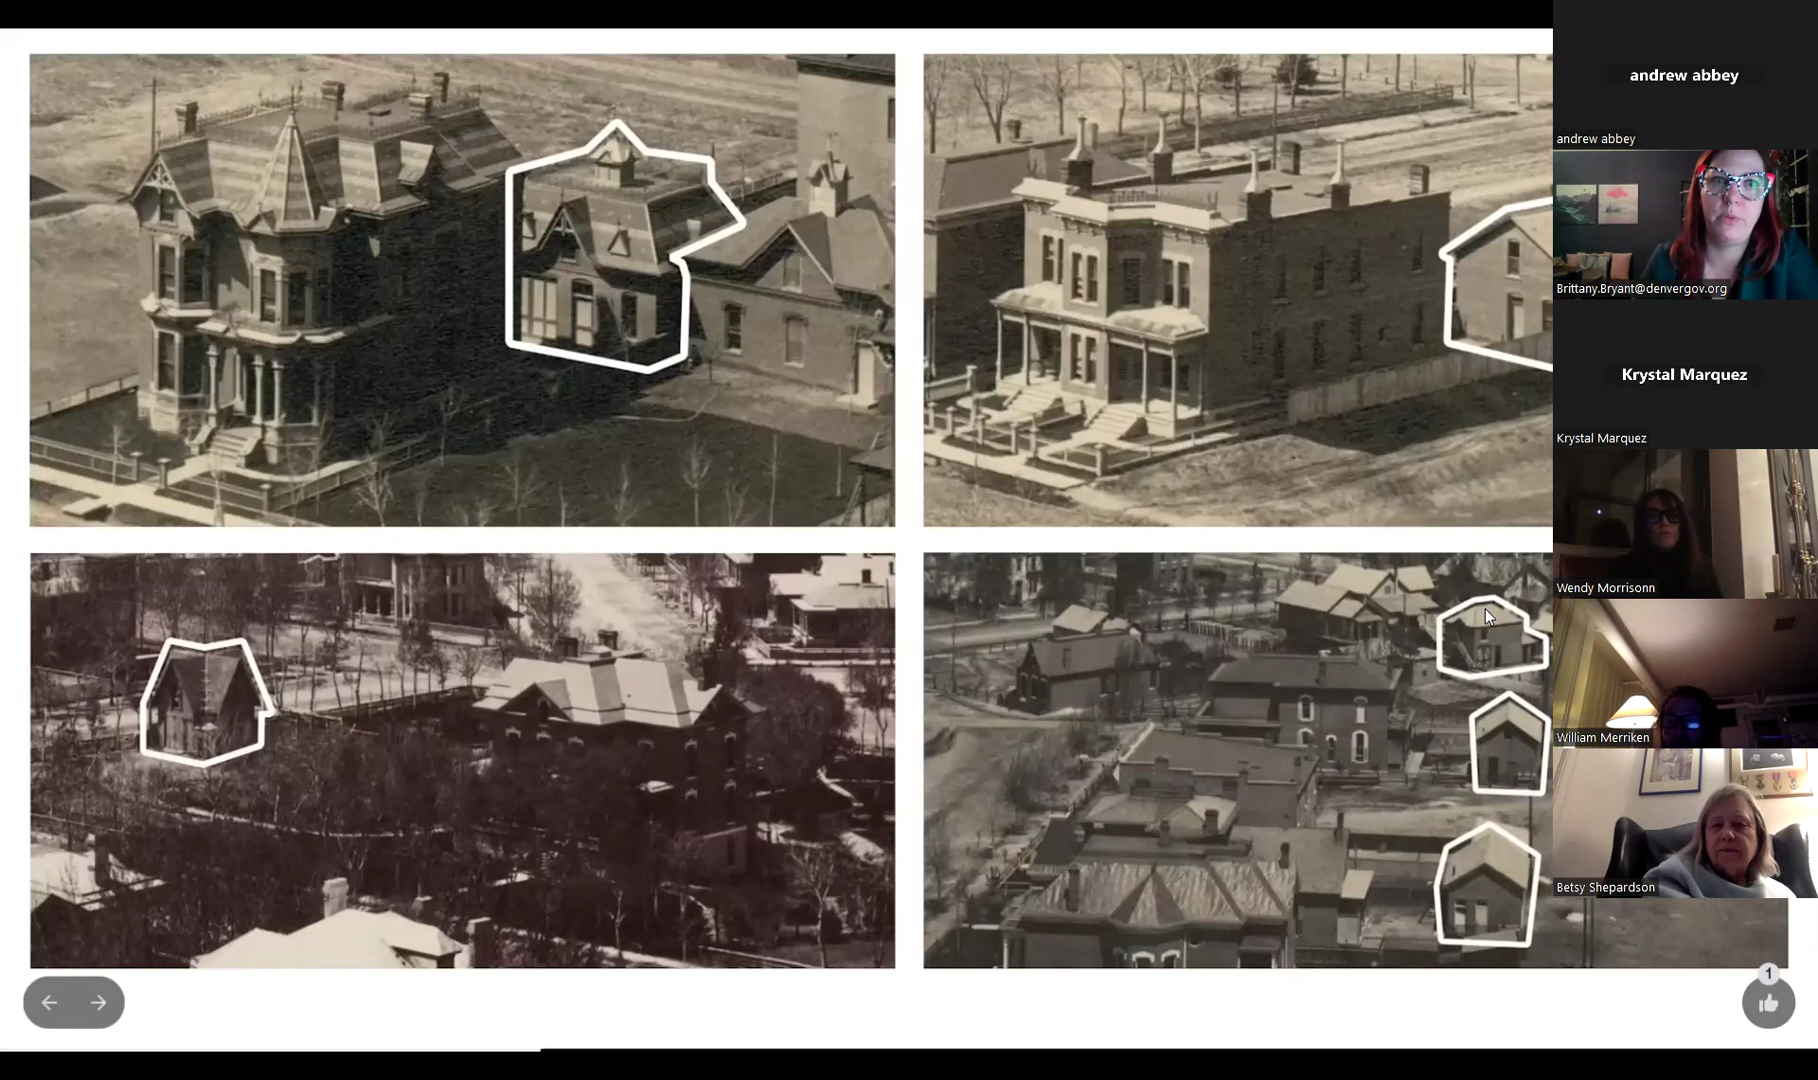 andrew abbey
andrew abbey
Brittany.Bryant@denvergov.org
Krystal Marquez
Krystal Marquez
Wendy Morrisonn
William Merriken
Betsy Shepardson
1